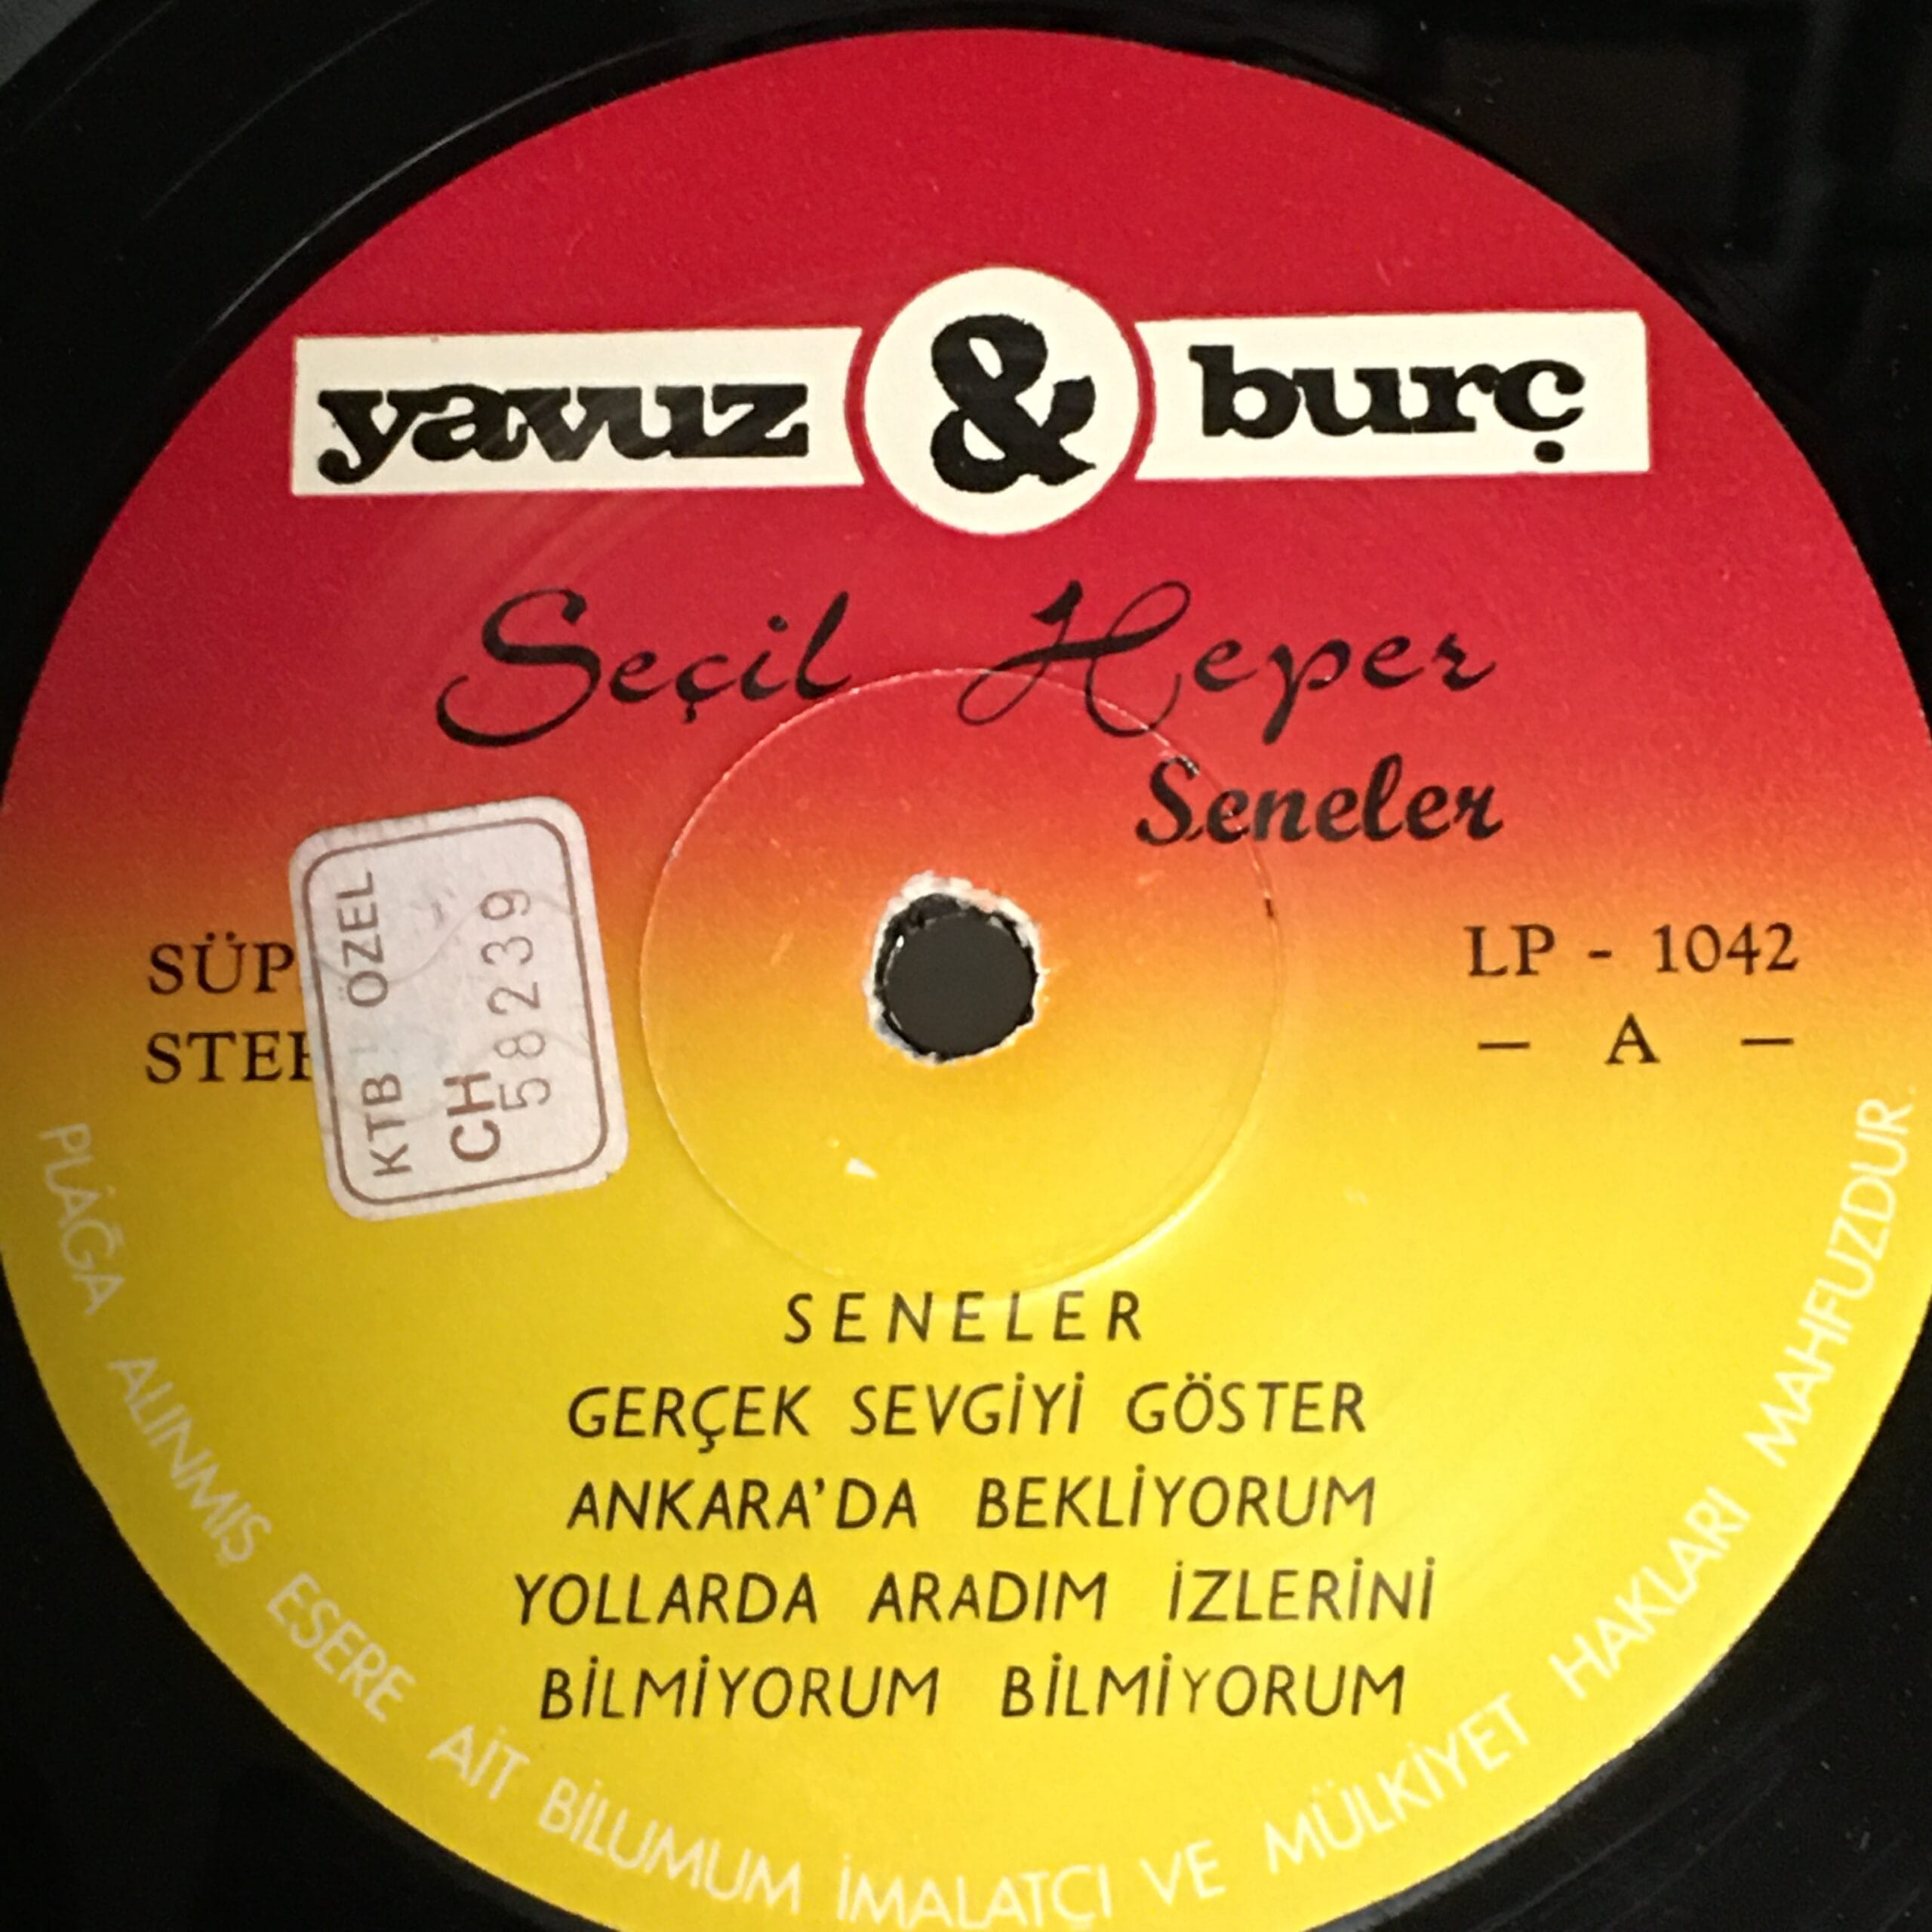 yavuz & burç
Seçil Heper
Seneler
SÜP
LP - 1042
STE
— A —
KTB ÖZEL
CH
58239
SENELER
GERÇEK SEVGİYİ GÖSTER
ANKARA'DA BEKLİYORUM
YOLLARDA ARADIM İZLERİNİ
BİLMİYORUM BİLMİYORUM
PLÂĞA ALINMIŞ ESERE AİT BİLUMUM İMALATÇI VE MÜLKİYET HAKLARI MAHFUZDUR.